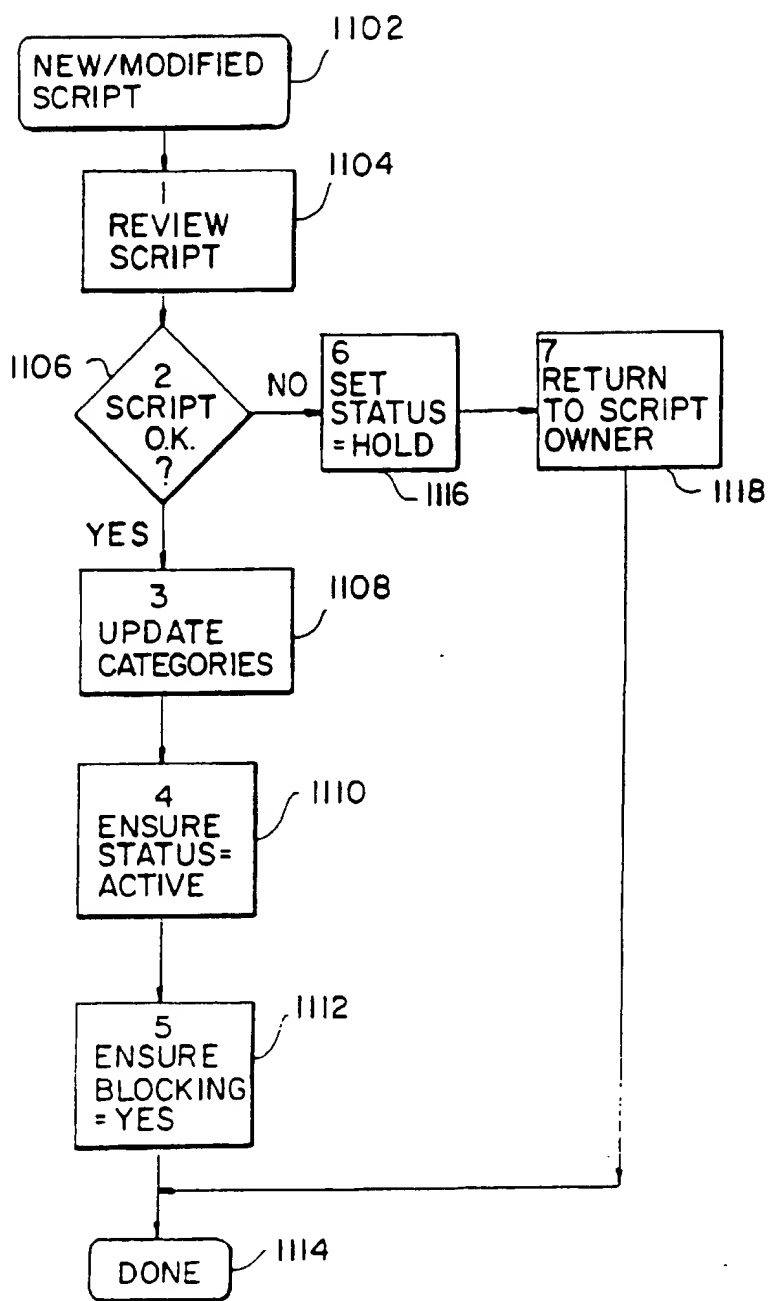 1102
NEW/MODIFIED
SCRIPT
1104
1
REVIEW
SCRIPT
1106
2
SCRIPT
O.K.
?
NO
6
SET
STATUS
=HOLD
1116
7
RETURN
TO SCRIPT
OWNER
1118
YES
3
UPDATE
CATEGORIES
1108
4
ENSURE
STATUS=
ACTIVE
1110
5
ENSURE
BLOCKING
=YES
1112
DONE
1114